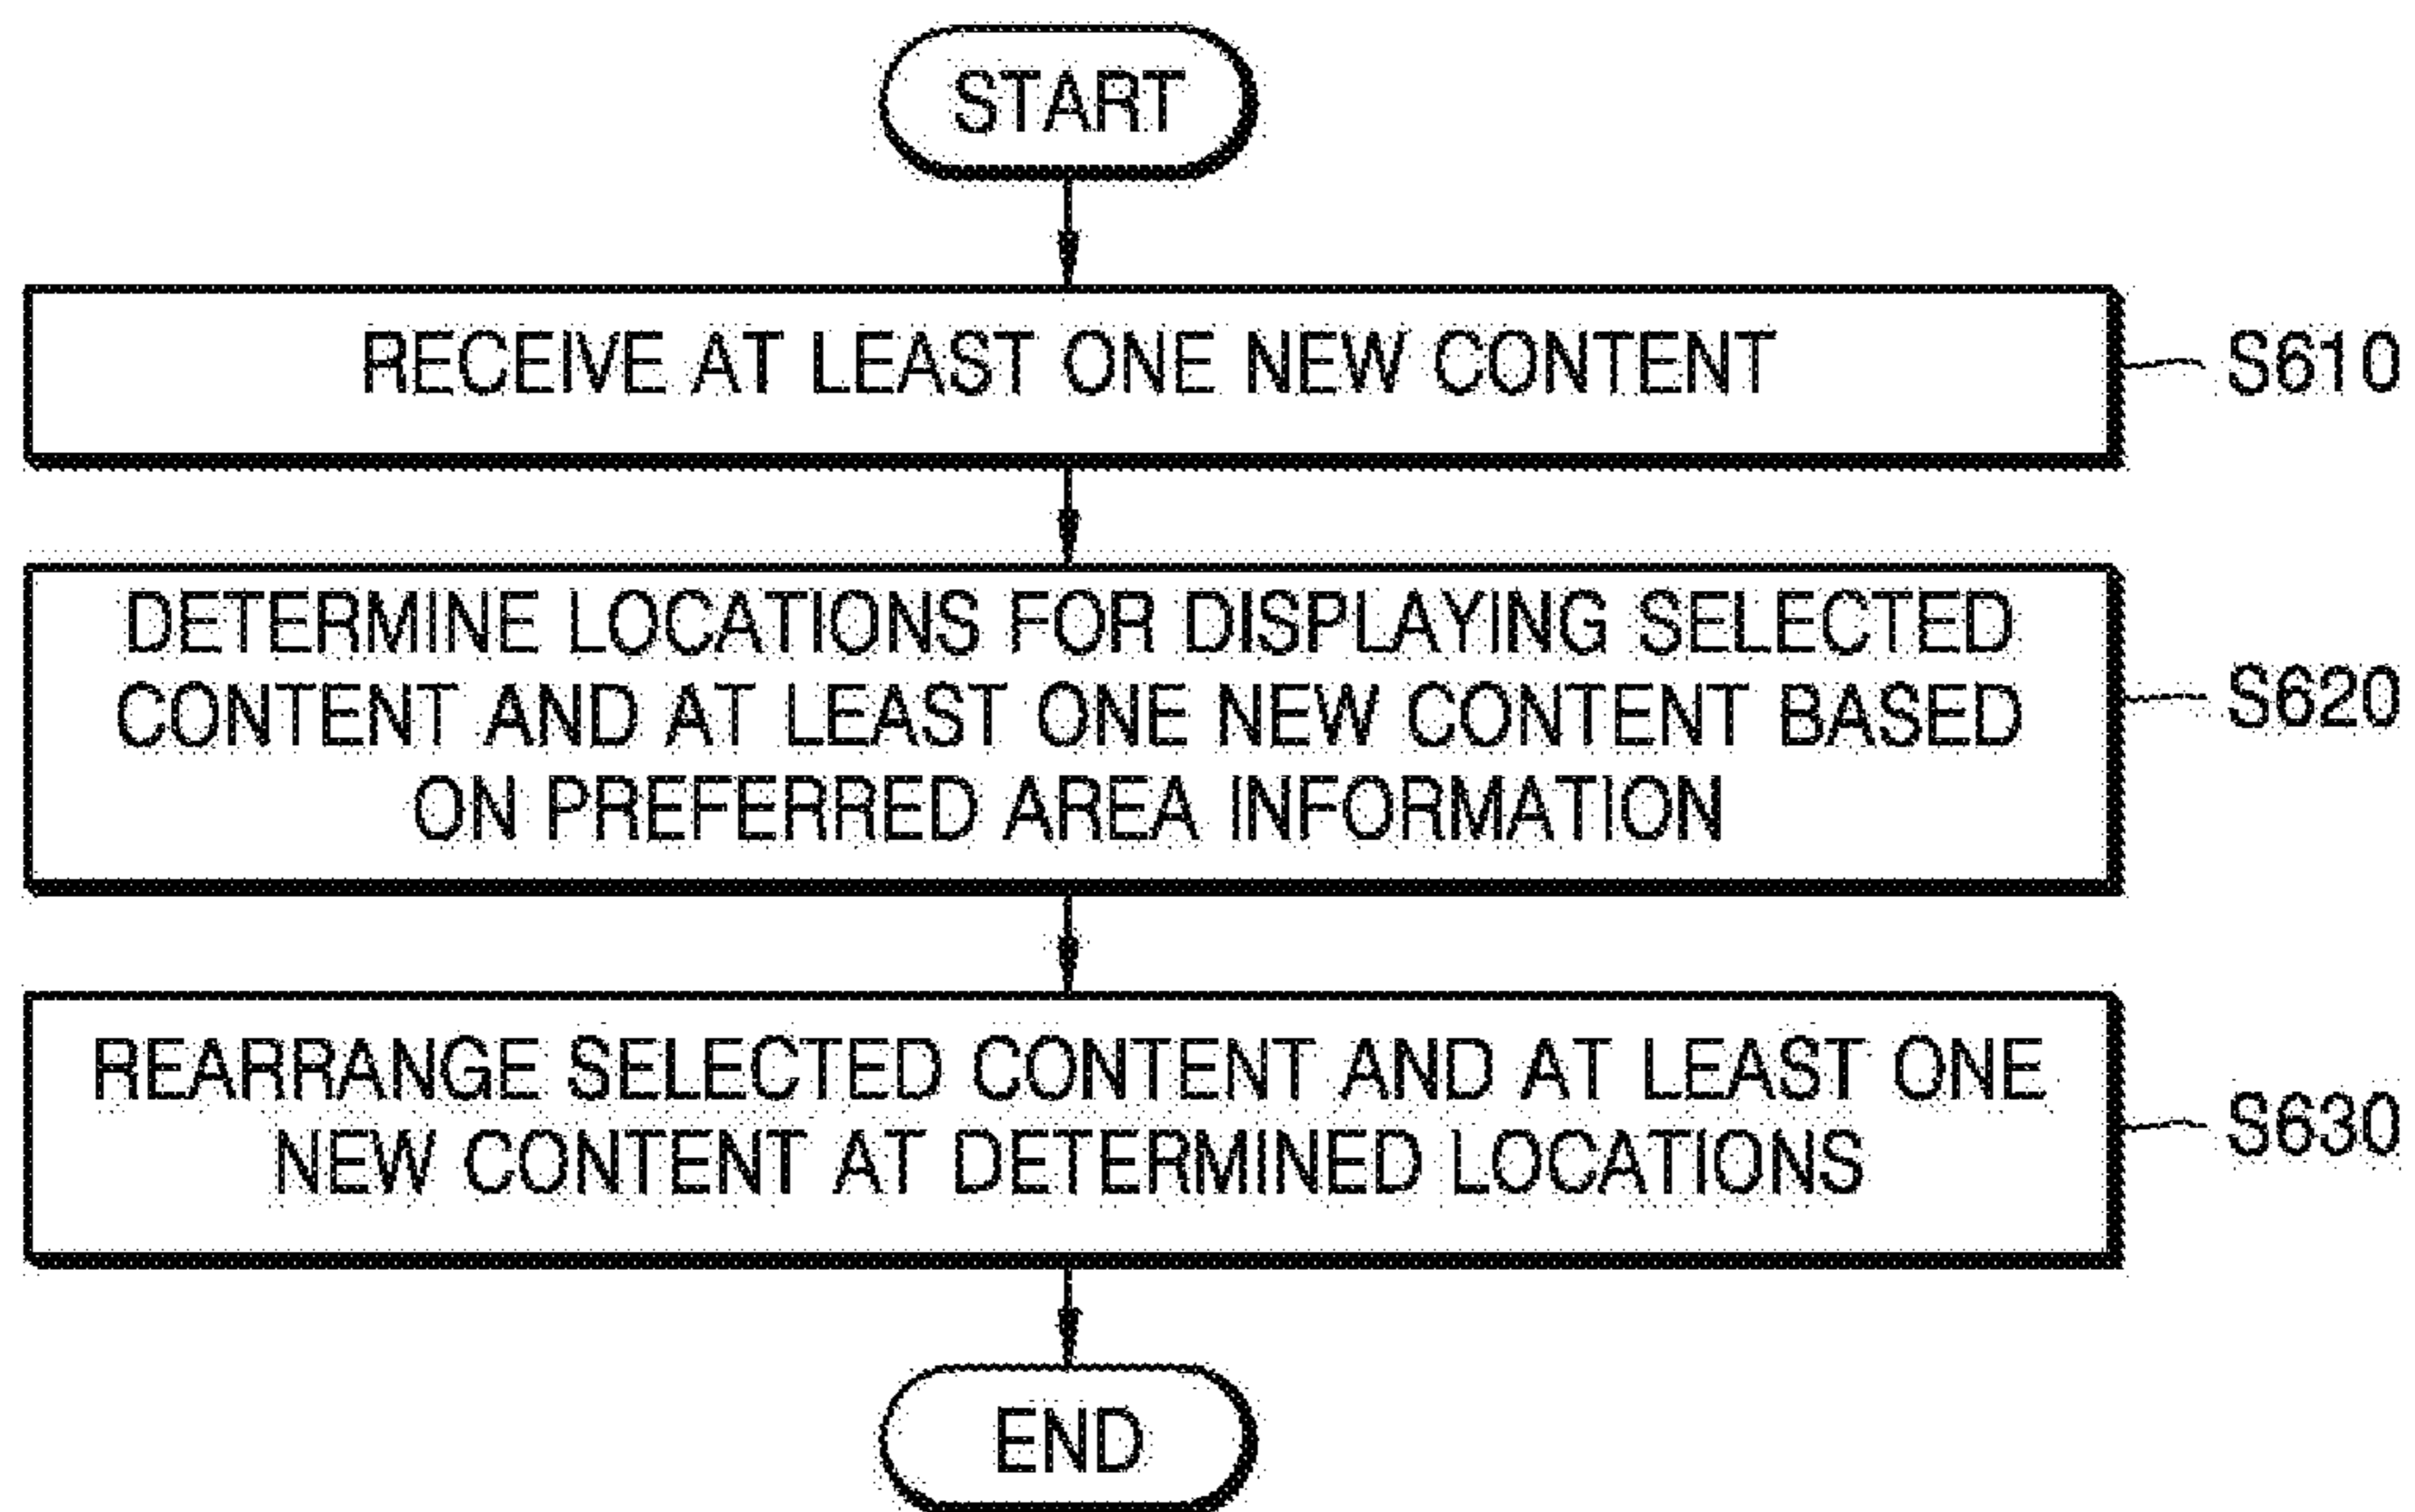 START
RECEIVE AT LEAST ONE NEW CONTENT
S610
DETERMINE LOCATIONS FOR DISPLAYING SELECTED
CONTENT AND AT LEAST ONE NEW CONTENT BASED
ON PREFERRED AREA INFORMATION
S620
REARRANGE SELECTED CONTENT AND AT LEAST ONE
NEW CONTENT AT DETERMINED LOCATIONS
S630
END